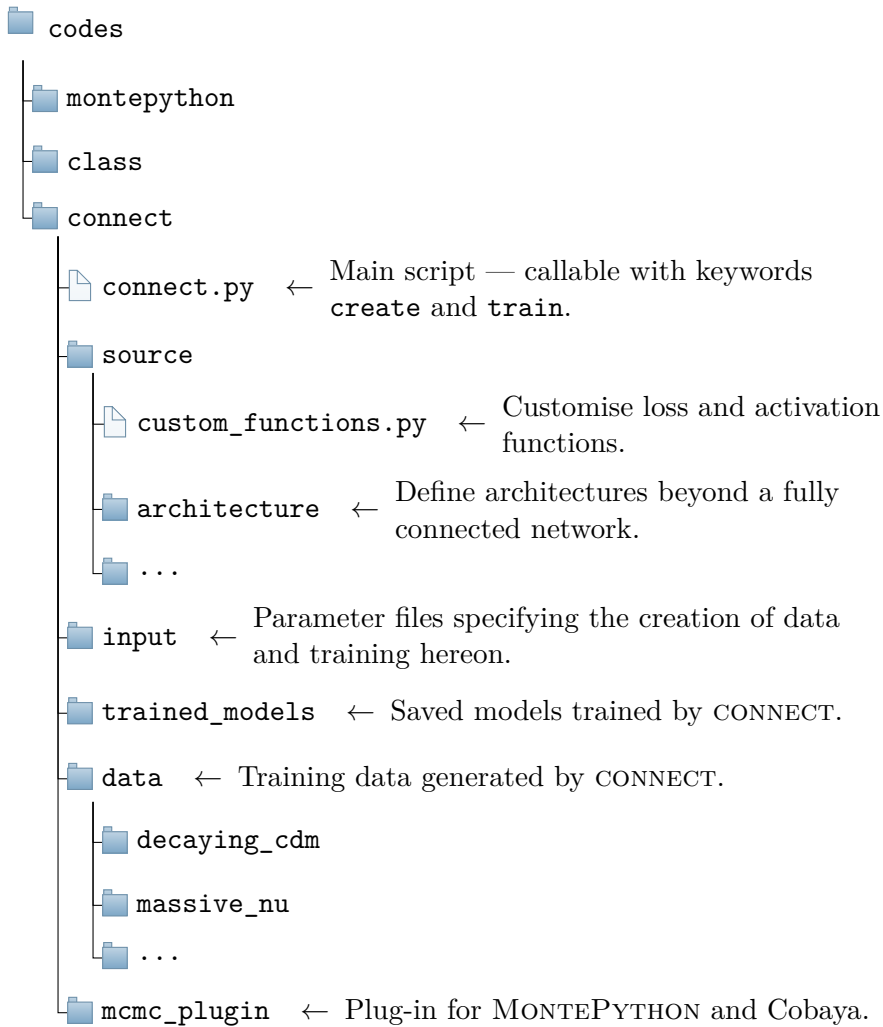 codes
montepython
class
connect
connect.py ← Main script — callable with keywords
create and train.
source
custom_functions.py ← Customise loss and activation
functions.
architecture ← Define architectures beyond a fully
connected network.
...
input ← Parameter files specifying the creation of data
and training hereon.
trained_models ← Saved models trained by CONNECT.
data ← Training data generated by CONNECT.
decaying_cdm
massive_nu
...
mcmc_plugin ← Plug-in for MONTEPYTHON and Cobaya.